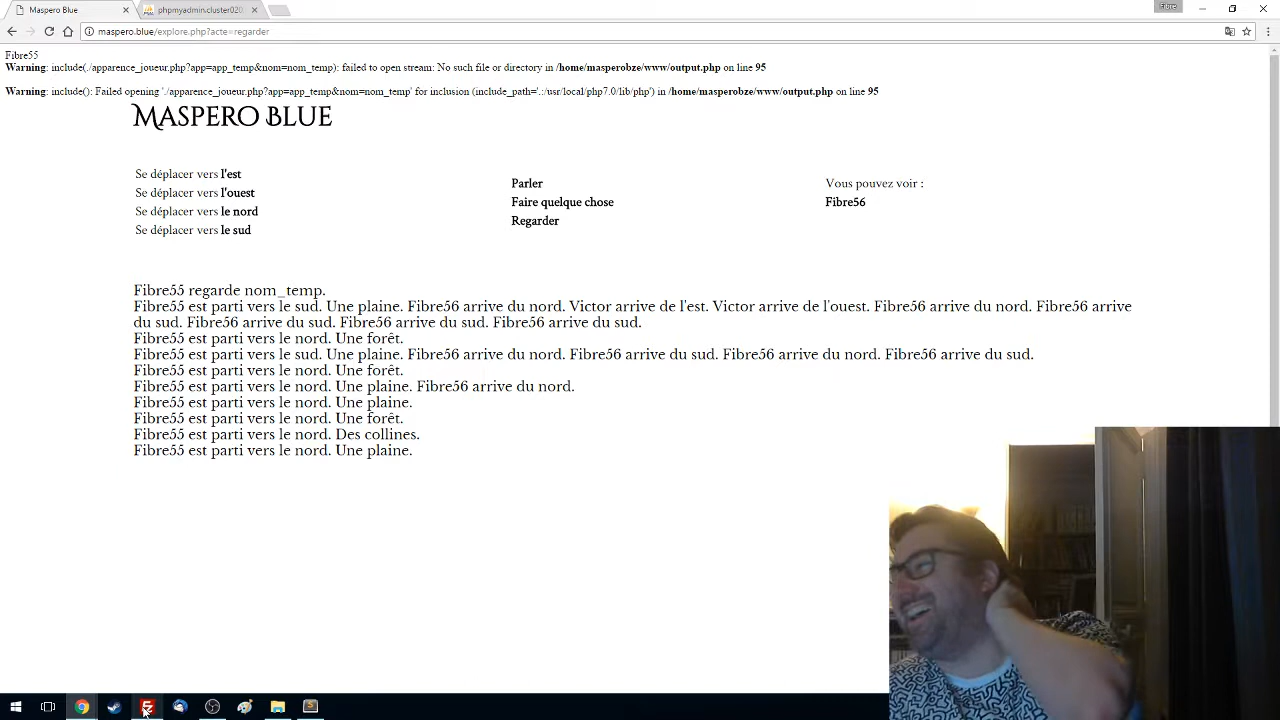 Maspero Blue
phpmyadmin.cluster020.
Fibre
maspero.blue/explore.php?acte=regarder
Fibre55
Warning: include(./apparence_joueur.php?app=app_temp&nom=nom_temp): failed to open stream: No such file or directory in /home/masperobze/www/output.php on line 95
Warning: include(): Failed opening './apparence_joueur.php?app=app_temp&nom=nom_temp' for inclusion (include_path='.:/usr/local/php7.0/lib/php') in /home/masperobze/www/output.php on line 95
MASPERO BLUE
Se déplacer vers l'est
Se déplacer vers l'ouest
Se déplacer vers le nord
Se déplacer vers le sud
Parler
Faire quelque chose
Regarder
Vous pouvez voir :
Fibre56
Fibre55 regarde nom_temp.
Fibre55 est parti vers le sud. Une plaine. Fibre56 arrive du nord. Victor arrive de l'est. Victor arrive de l'ouest. Fibre56 arrive du nord. Fibre56 arrive
du sud. Fibre56 arrive du sud. Fibre56 arrive du sud. Fibre56 arrive du sud.
Fibre55 est parti vers le nord. Une forêt.
Fibre55 est parti vers le sud. Une plaine. Fibre56 arrive du nord. Fibre56 arrive du sud. Fibre56 arrive du nord. Fibre56 arrive du sud.
Fibre55 est parti vers le nord. Une forêt.
Fibre55 est parti vers le nord. Une plaine. Fibre56 arrive du nord.
Fibre55 est parti vers le nord. Une plaine.
Fibre55 est parti vers le nord. Une forêt.
Fibre55 est parti vers le nord. Des collines.
Fibre55 est parti vers le nord. Une plaine.